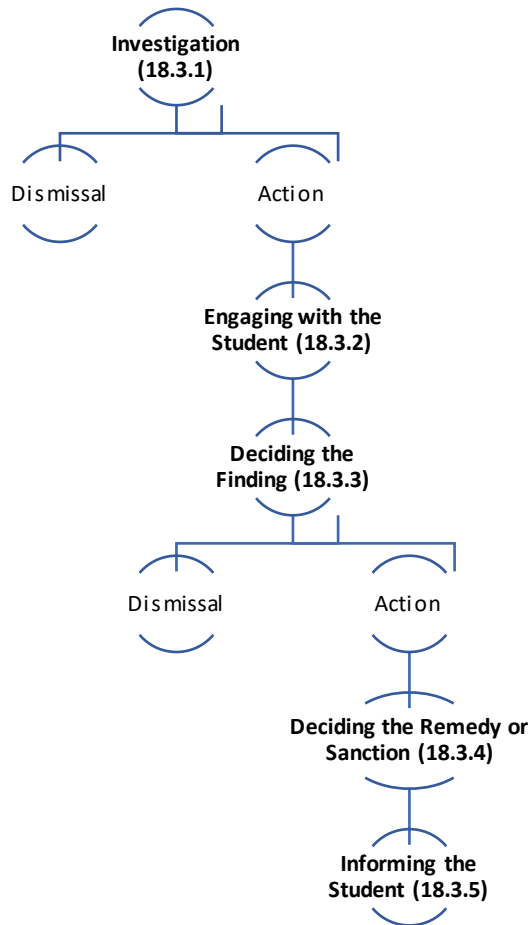 Investigation
(18.3.1)
Dismissal
Action
Engaging with the
Student (18.3.2)
Deciding the
Finding (18.3.3)
Dismissal
Action
Deciding the Remedy or
Sanction (18.3.4)
Informing the
Student (18.3.5)